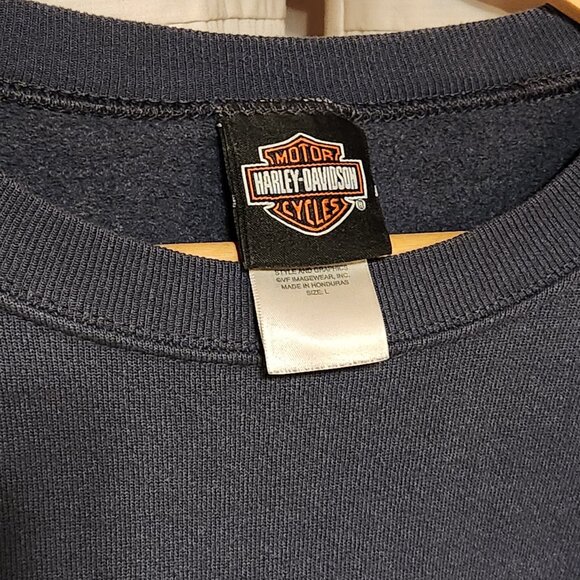 MOTOR
HARLEY-DAVIDSON
CYCLES
®
STYLE AND GRAPHICS
©VF IMAGEWEAR, INC.
MADE IN HONDURAS
SIZE: L